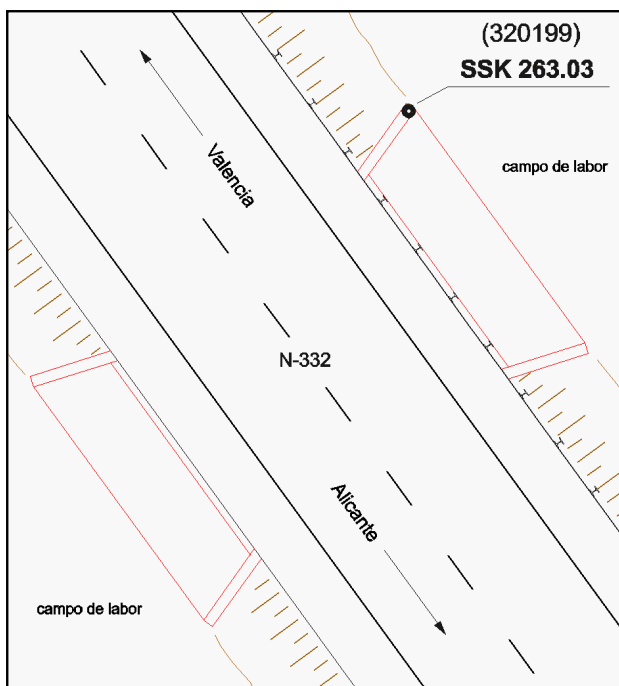 (320199)
SSK 263.03
Valencia
campo de labor
N-332
Alicante
campo de labor